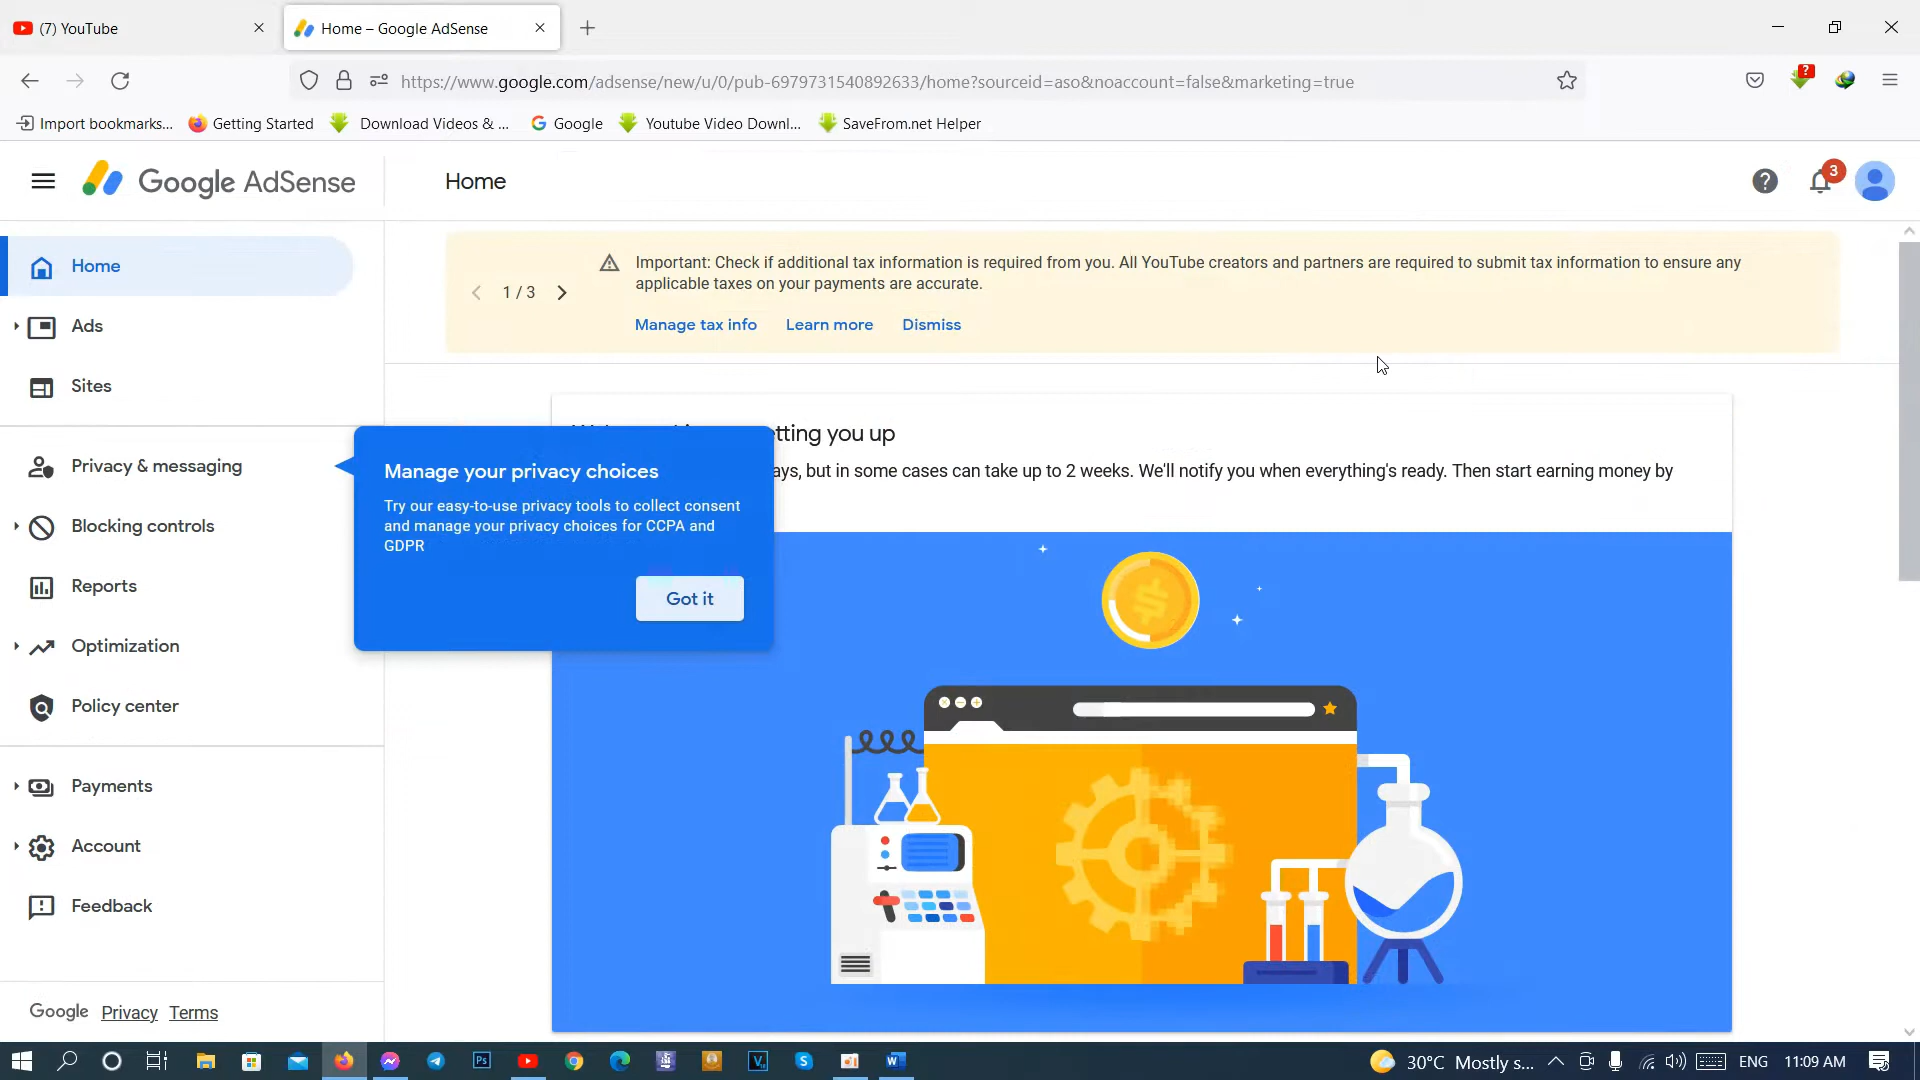 (7) YouTube
Home – Google AdSense
https://www.google.com/adsense/new/u/0/pub-6979731540892633/home?sourceid=aso&noaccount=false&marketing=true
?
Import bookmarks...
Getting Started
Download Videos & ...
Google
Youtube Video Downl...
SaveFrom.net Helper
Google AdSense
Home
3
Home
Ads
Sites
Privacy & messaging
Blocking controls
Reports
Optimization
Policy center
Payments
Account
Feedback
Google Privacy Terms
1 / 3
Important: Check if additional tax information is required from you. All YouTube creators and partners are required to submit tax information to ensure any
applicable taxes on your payments are accurate.
Manage tax info Learn more Dismiss
etting you up
ays, but in some cases can take up to 2 weeks. We'll notify you when everything's ready. Then start earning money by
Manage your privacy choices
Try our easy-to-use privacy tools to collect consent
and manage your privacy choices for CCPA and
GDPR
Got it
30°C Mostly s...
ENG
11:09 AM